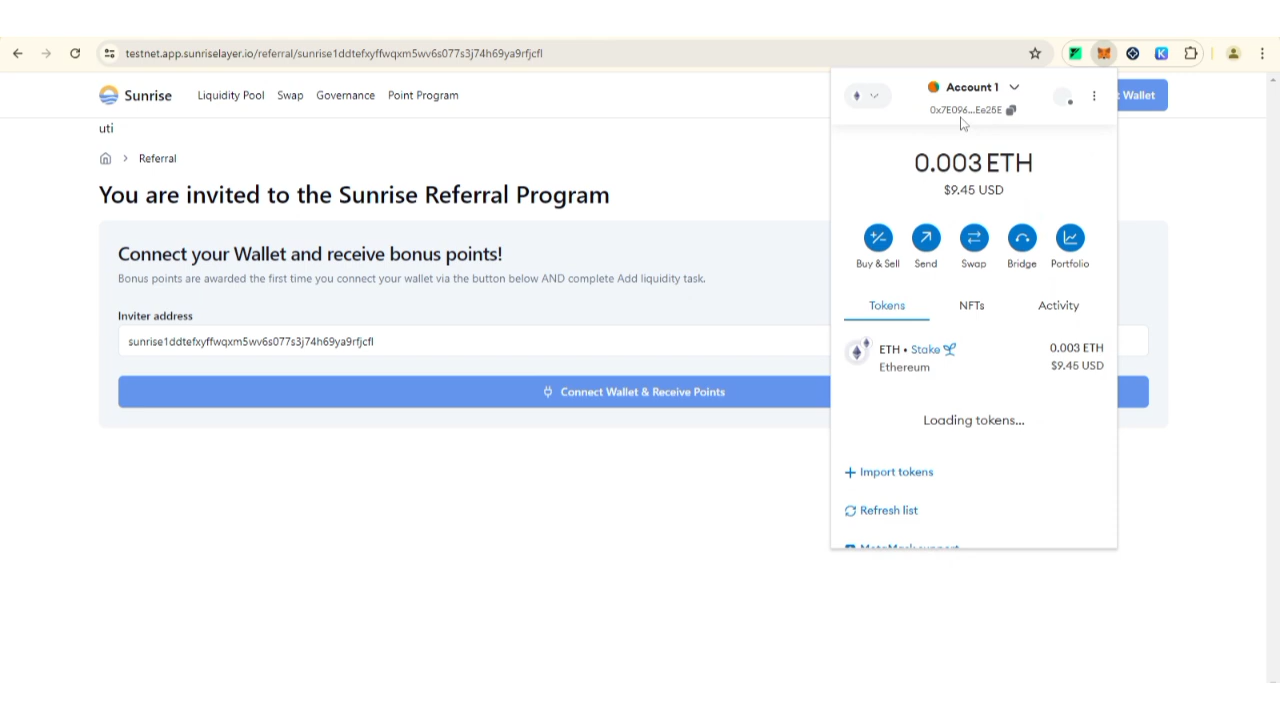 testnet.app.sunriselayer.io/referral/sunrise1ddtefxyffwqxm5wv6s077s3j74h69ya9rfjcfl
Sunrise
Liquidity Pool Swap Governance Point Program
Wallet
uti
Referral
You are invited to the Sunrise Referral Program
Connect your Wallet and receive bonus points!
Bonus points are awarded the first time you connect your wallet via the button below AND complete Add liquidity task.
Inviter address
sunrise1ddtefxyffwqxm5wv6s077s3j74h69ya9rfjcfl
Connect Wallet & Receive Points
Account 1
0x7E096...Ee25E
0.003 ETH
$9.45 USD
Buy & Sell Send Swap Bridge Portfolio
Tokens NFTs Activity
ETH • Stake 0.003 ETH
Ethereum $9.45 USD
Loading tokens...
Import tokens
Refresh list